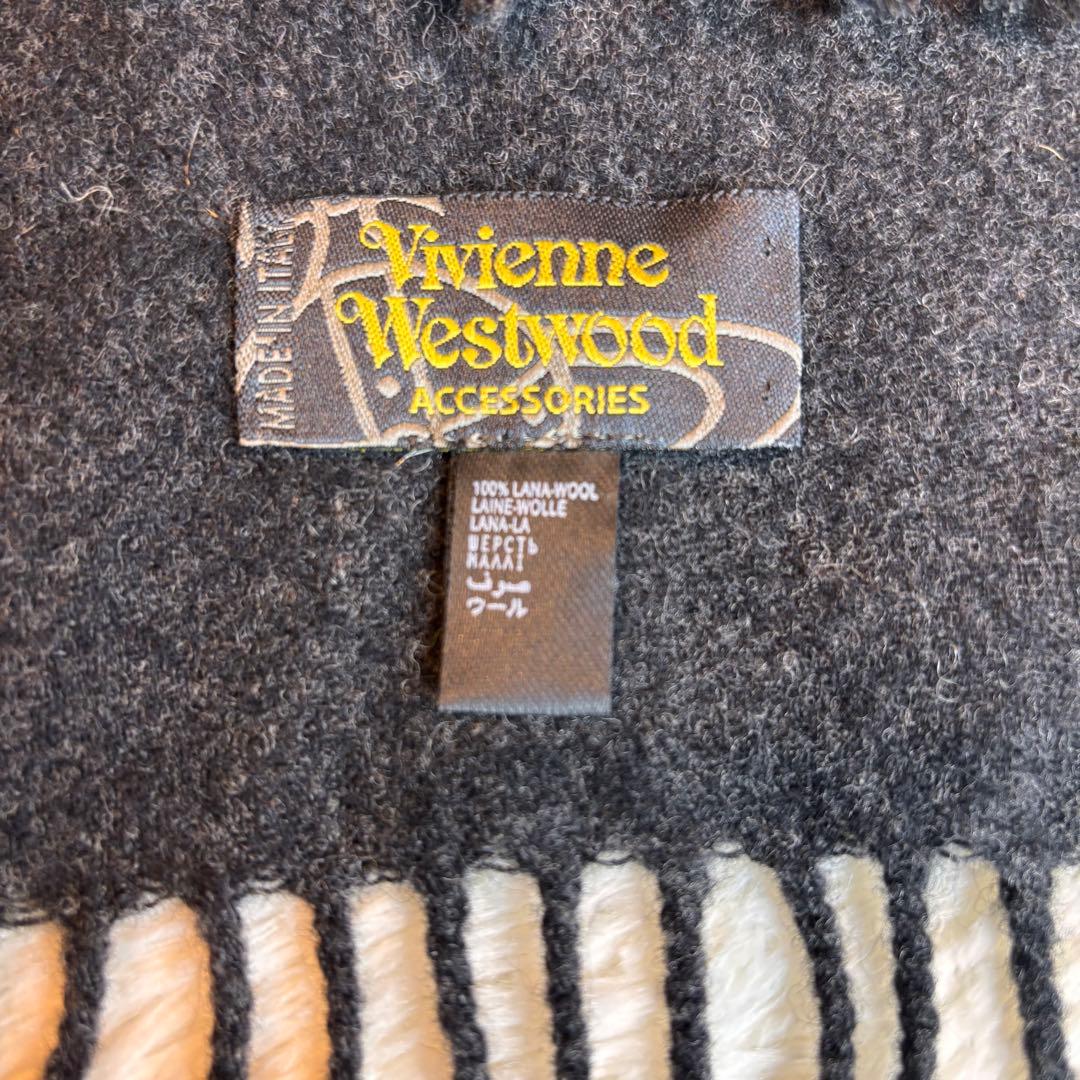 MADE IN ITALY
Vivienne
Westwood
ACCESSORIES
100% LANA-WOOL
LAINE-WOLLE
LANA-LA
ШЕРСТЬ
ΜΑΛΛΙ
صوف
ウール